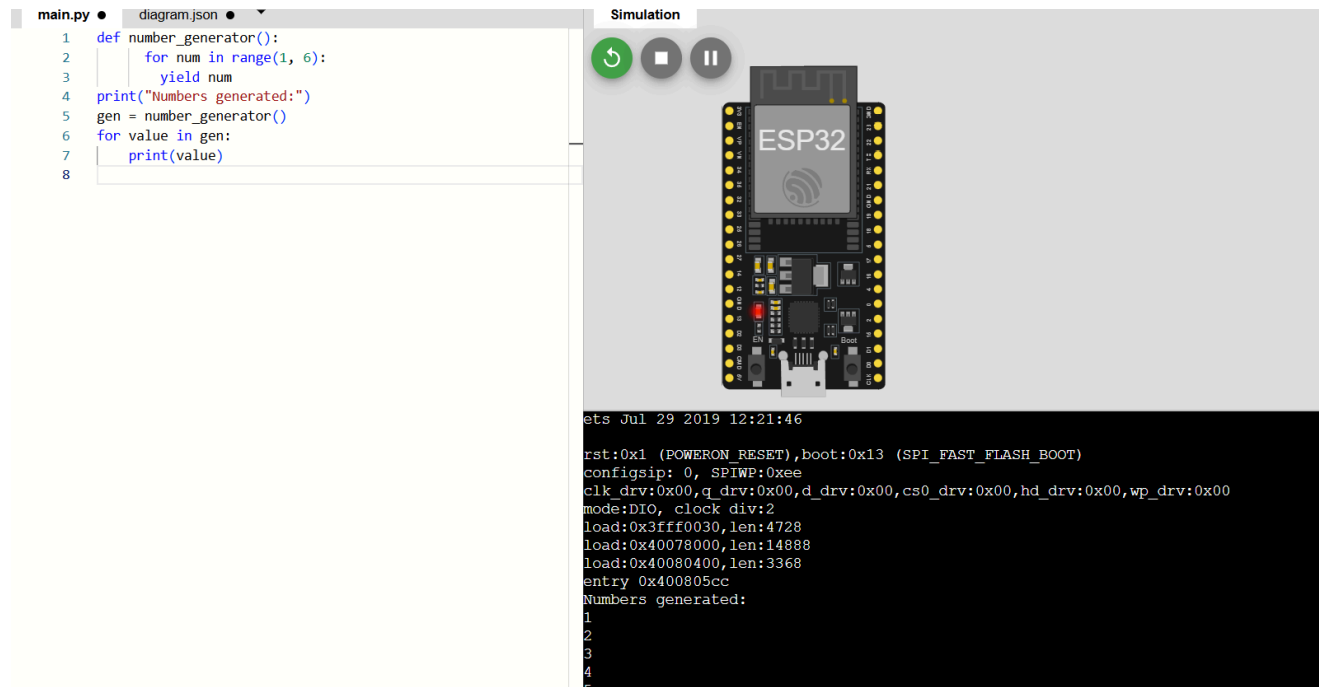 main.py ● diagram.json ●
1 def number_generator():
2 for num in range(1, 6):
3 yield num
4 print("Numbers generated:")
5 gen = number_generator()
6 for value in gen:
7 print(value)
8
Simulation
ESP32
EN
Boot
ets Jul 29 2019 12:21:46
rst:0x1 (POWERON_RESET),boot:0x13 (SPI_FAST_FLASH_BOOT)
configsip: 0, SPIWP:0xee
clk_drv:0x00,q_drv:0x00,d_drv:0x00,cs0_drv:0x00,hd_drv:0x00,wp_drv:0x00
mode:DIO, clock div:2
load:0x3fff0030,len:4728
load:0x40078000,len:14888
load:0x40080400,len:3368
entry 0x400805cc
Numbers generated:
1
2
3
4